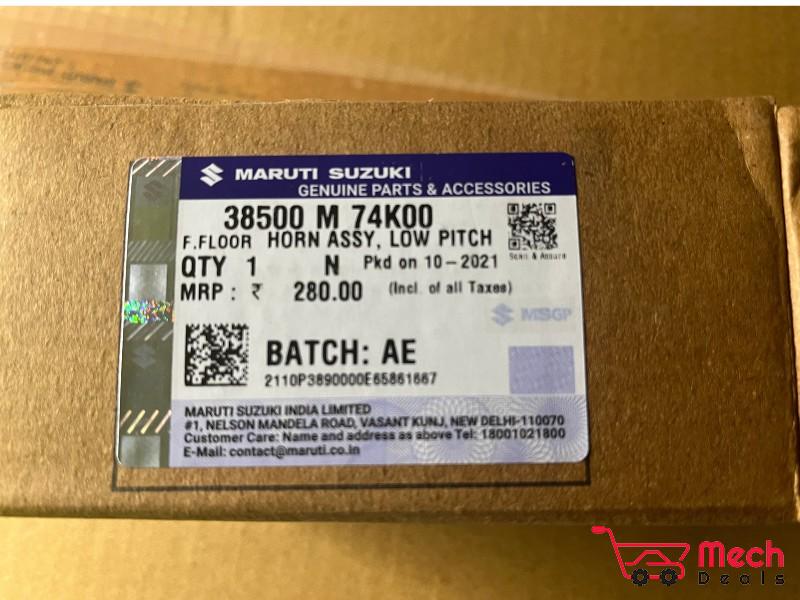 MARUTI SUZUKI
GENUINE PARTS & ACCESSORIES
38500 M 74K00
F.FLOOR HORN ASSY, LOW PITCH
Scan & Assure
QTY 1 N Pkd on 10-2021
MRP : ₹ 280.00 (Incl. of all Taxes)
MSGP
BATCH: AE
2110P3890000E65861667
MARUTI SUZUKI INDIA LIMITED
#1, NELSON MANDELA ROAD, VASANT KUNJ, NEW DELHI-110070
Customer Care: Name and address as above Tel: 18001021800
E-Mail: contact@maruti.co.in
Mech
Deals